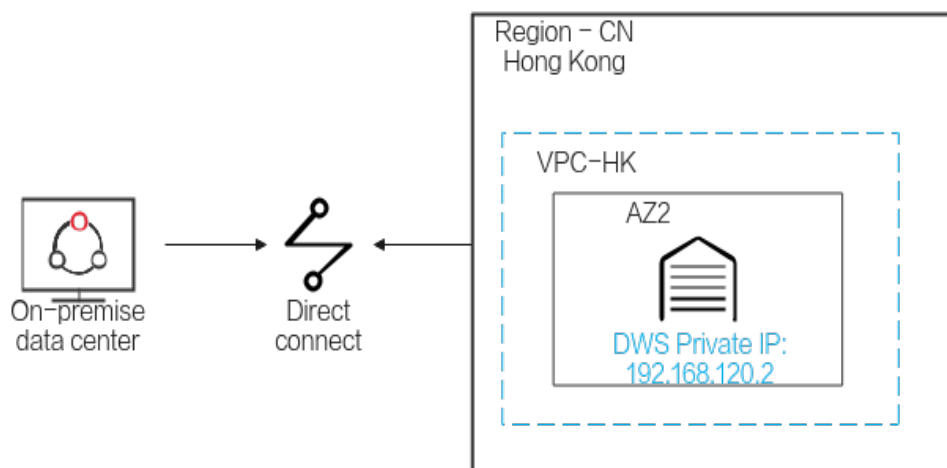 Region - CN
Hong Kong
VPC-HK
AZ2
DWS Private IP:
192.168.120.2
On-premise
data center
Direct
connect